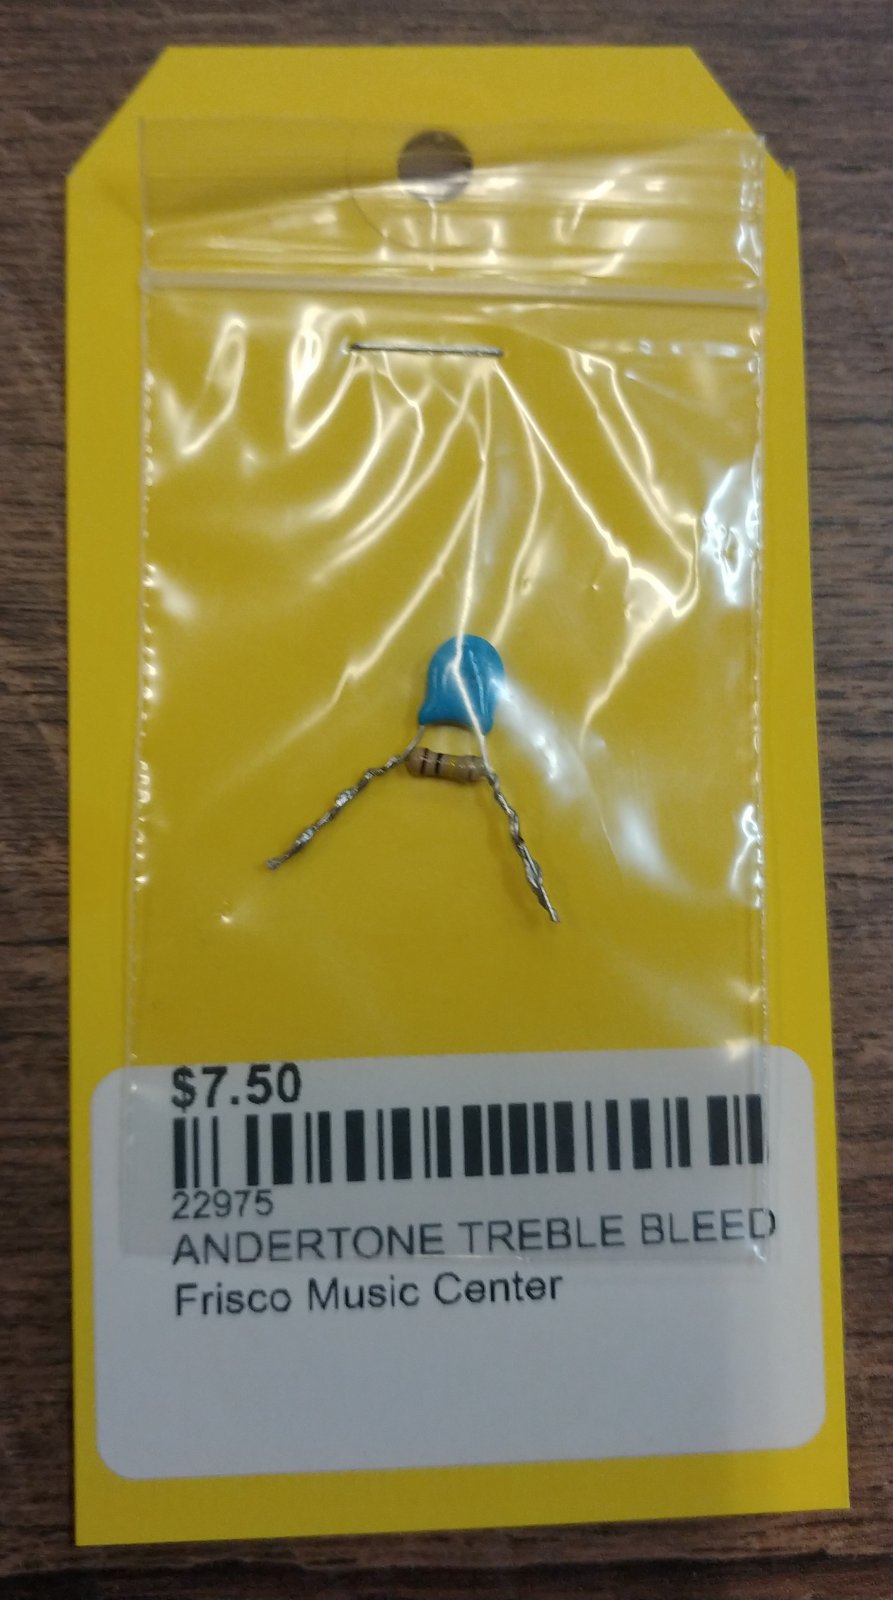 $7.50
22975
ANDERTONE TREBLE BLEED
Frisco Music Center